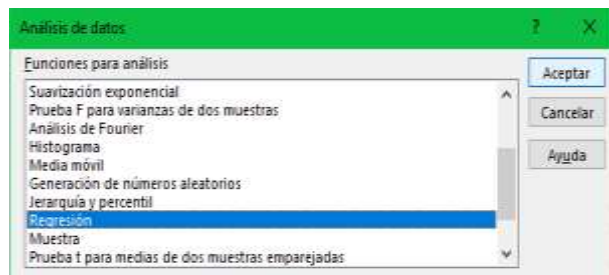 Análisis de datos ? X
Funciones para análisis
Suavización exponencial
Prueba F para varianzas de dos muestras
Análisis de Fourier
Histograma
Media móvil
Generación de números aleatorios
Jerarquía y percentil
Regresión
Muestra
Prueba t para medias de dos muestras emparejadas
Aceptar
Cancelar
Ayuda